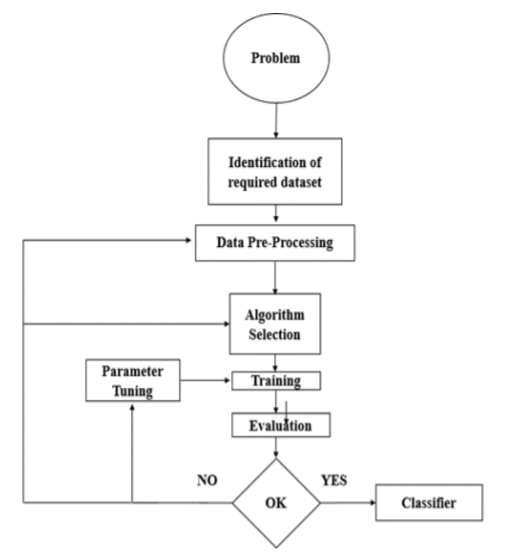 Problem
Identification of
required dataset
Data Pre-Processing
Algorithm
Selection
Parameter
Tuning
Training
Evaluation
NO
YES
OK
Classifier